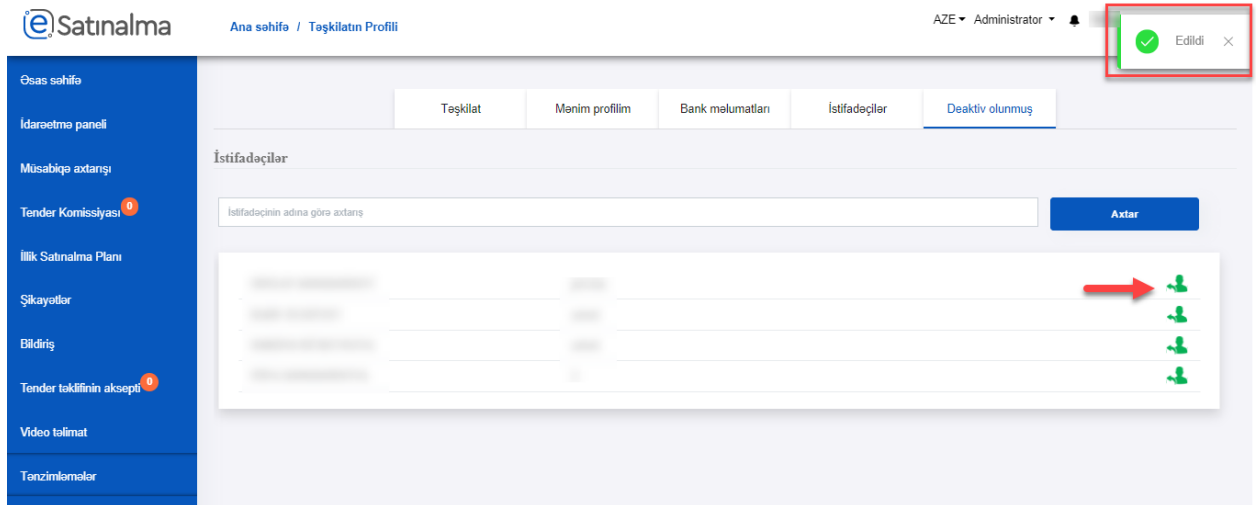 e Satınalma
Ana səhifə / Təşkilatın Profili
AZE Administrator
Edildi
Əsas səhifə
İdarəetmə paneli
Müsabiqə axtarışı
Tender Komissiyası 0
İllik Satınalma Planı
Şikayətlər
Bildiriş
Tender təklifinin aksepti 0
Video təlimat
Tənzimləmələr
Təşkilat Mənim profilim Bank məlumatları İstifadəçilər Deaktiv olunmuş
İstifadəçilər
İstifadəçinin adına görə axtarış
Axtar